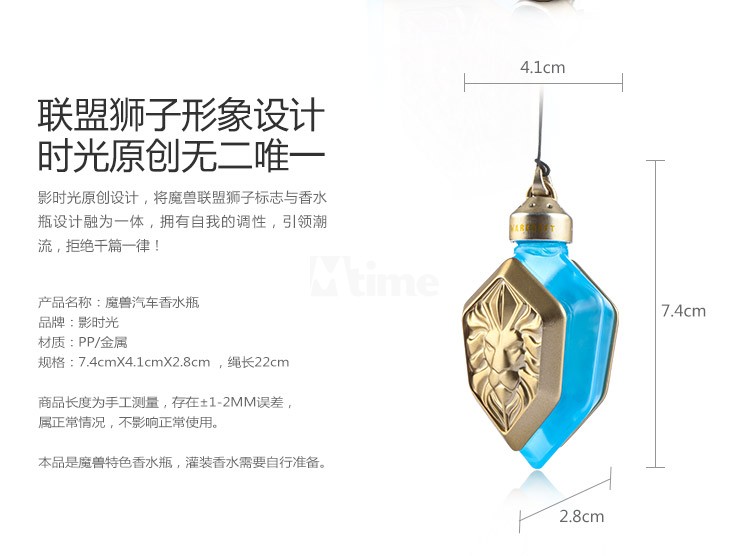 4.1cm
联盟狮子形象设计
时光原创无二唯一
影时光原创设计，将魔兽联盟狮子标志与香水
瓶设计融为一体，拥有自我的调性，引领潮
流，拒绝千篇一律！
Mtime
产品名称：魔兽汽车香水瓶
品牌：影时光
材质：PP/金属
规格：7.4cmX4.1cmX2.8cm ，绳长22cm
7.4cm
商品长度为手工测量，存在±1-2MM误差，
属正常情况，不影响正常使用。
本品是魔兽特色香水瓶，灌装香水需要自行准备。
2.8cm